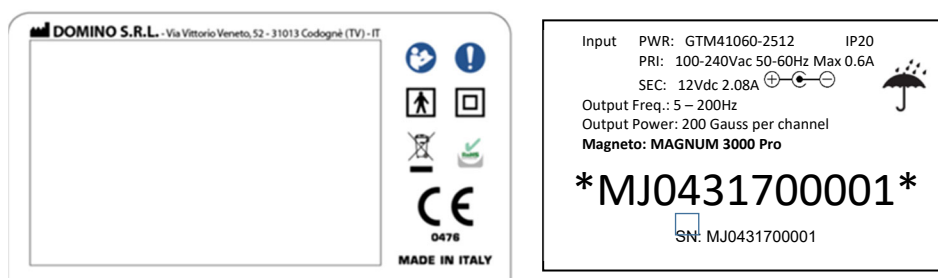 DOMINO S.R.L. - Via Vittorio Veneto, 52 - 31013 Codognè (TV) - IT
RoHS
CE
0476
MADE IN ITALY
Input PWR: GTM41060-2512 IP20
PRI: 100-240Vac 50-60Hz Max 0.6A
SEC: 12Vdc 2.08A
Output Freq.: 5 – 200Hz
Output Power: 200 Gauss per channel
Magneto: MAGNUM 3000 Pro
*MJ0431700001*
SN: MJ0431700001